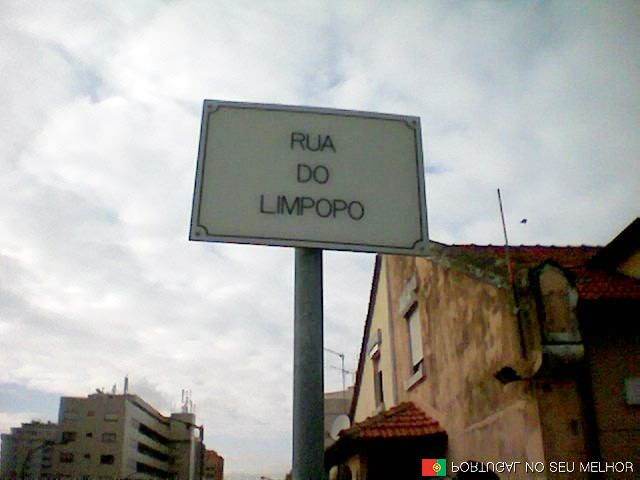 RUA
DO
LIMPOPO
PORTUGAL NO SEU MELHOR